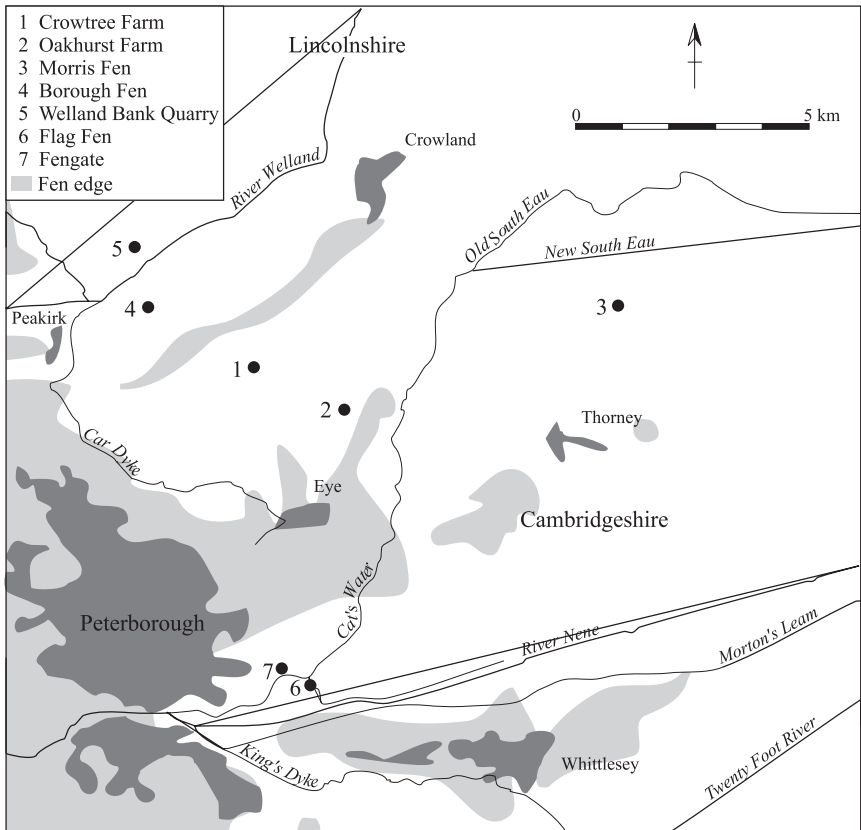 1 Crowtree Farm
2 Oakhurst Farm
3 Morris Fen
4 Borough Fen
5 Welland Bank Quarry
6 Flag Fen
7 Fengate
Fen edge
Lincolnshire
0 5 km
Crowland
River Welland
Old South Eau
New South Eau
5
4
3
Peakirk
1
2
Thorney
Car Dyke
Eye
Cambridgeshire
Cat's Water
Peterborough
River Nene
Morton's Leam
7
6
King's Dyke
Whittlesey
Twenty Foot River